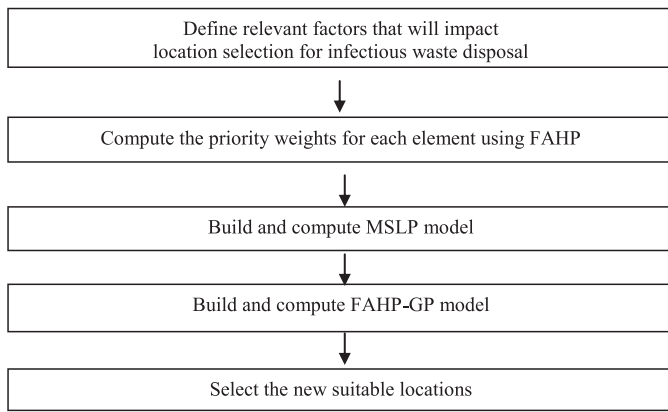 Define relevant factors that will impact
location selection for infectious waste disposal
Compute the priority weights for each element using FAHP
Build and compute MSLP model
Build and compute FAHP-GP model
Select the new suitable locations